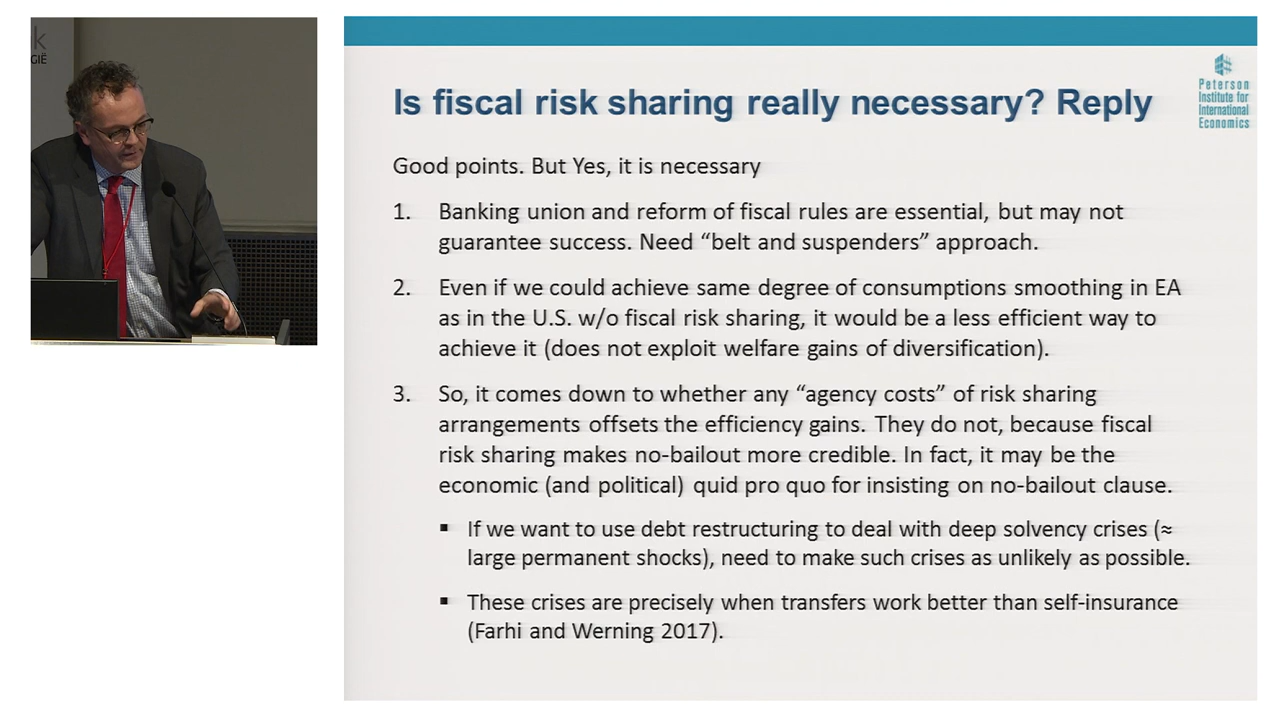 k
GIË
Peterson
Institute for
International
Economics
Is fiscal risk sharing really necessary? Reply
Good points. But Yes, it is necessary
1. Banking union and reform of fiscal rules are essential, but may not
guarantee success. Need “belt and suspenders” approach.
2. Even if we could achieve same degree of consumptions smoothing in EA
as in the U.S. w/o fiscal risk sharing, it would be a less efficient way to
achieve it (does not exploit welfare gains of diversification).
3. So, it comes down to whether any “agency costs” of risk sharing
arrangements offsets the efficiency gains. They do not, because fiscal
risk sharing makes no-bailout more credible. In fact, it may be the
economic (and political) quid pro quo for insisting on no-bailout clause.
▪ If we want to use debt restructuring to deal with deep solvency crises (≈
large permanent shocks), need to make such crises as unlikely as possible.
▪ These crises are precisely when transfers work better than self-insurance
(Farhi and Werning 2017).